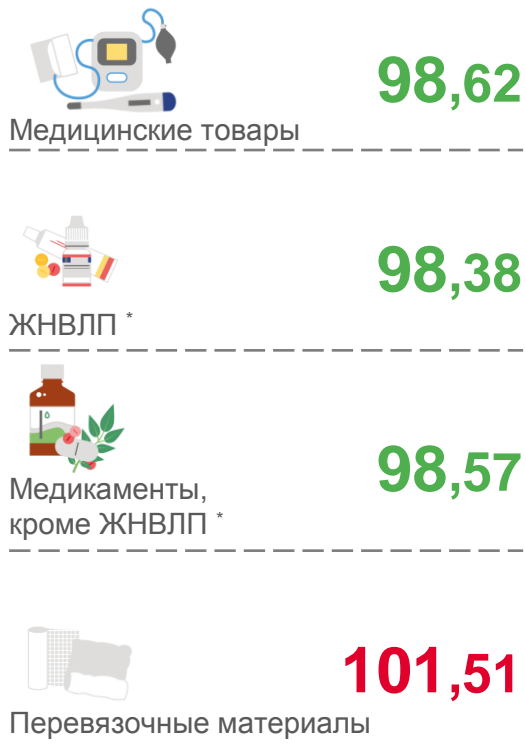 98,62
Медицинские товары
98,38
ЖНВЛП *
98,57
Медикаменты,
кроме ЖНВЛП *
101,51
Перевязочные материалы